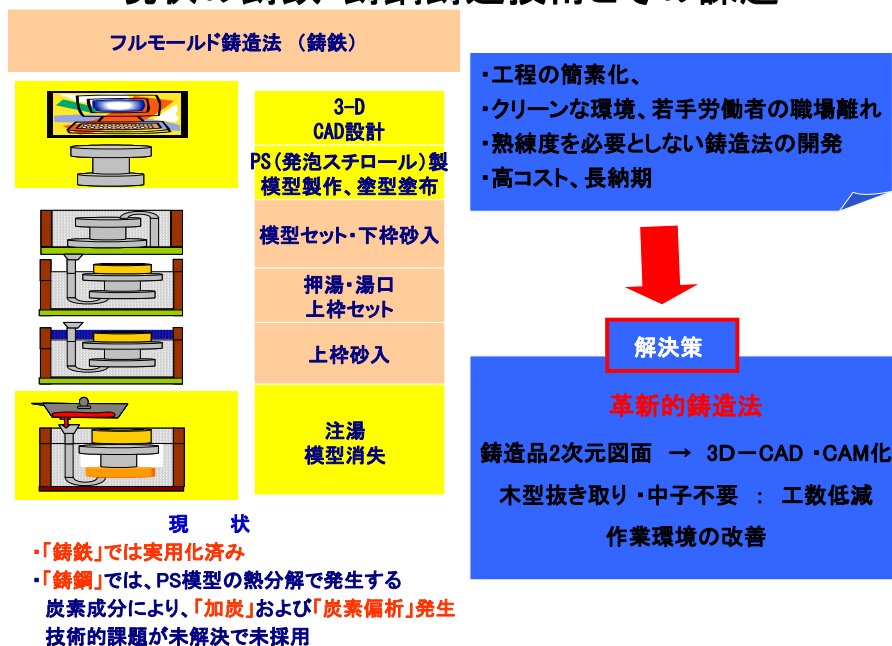 フルモールド鋳造法 （鋳鉄）
3-D
CAD設計
PS（発泡スチロール）製
模型製作、塗型塗布
模型セット・下枠砂入
押湯・湯口
上枠セット
上枠砂入
注湯
模型消失
現　状
・「鋳鉄」では実用化済み
・「鋳鋼」では、PS模型の熱分解で発生する
炭素成分により、「加炭」および「炭素偏析」発生
技術的課題が未解決で未採用
・工程の簡素化、
・クリーンな環境、若手労働者の職場離れ
・熟練度を必要としない鋳造法の開発
・高コスト、長納期
解決策
革新的鋳造法
鋳造品2次元図面 → 3D－CAD・CAM化
木型抜き取り・中子不要 ： 工数低減
作業環境の改善